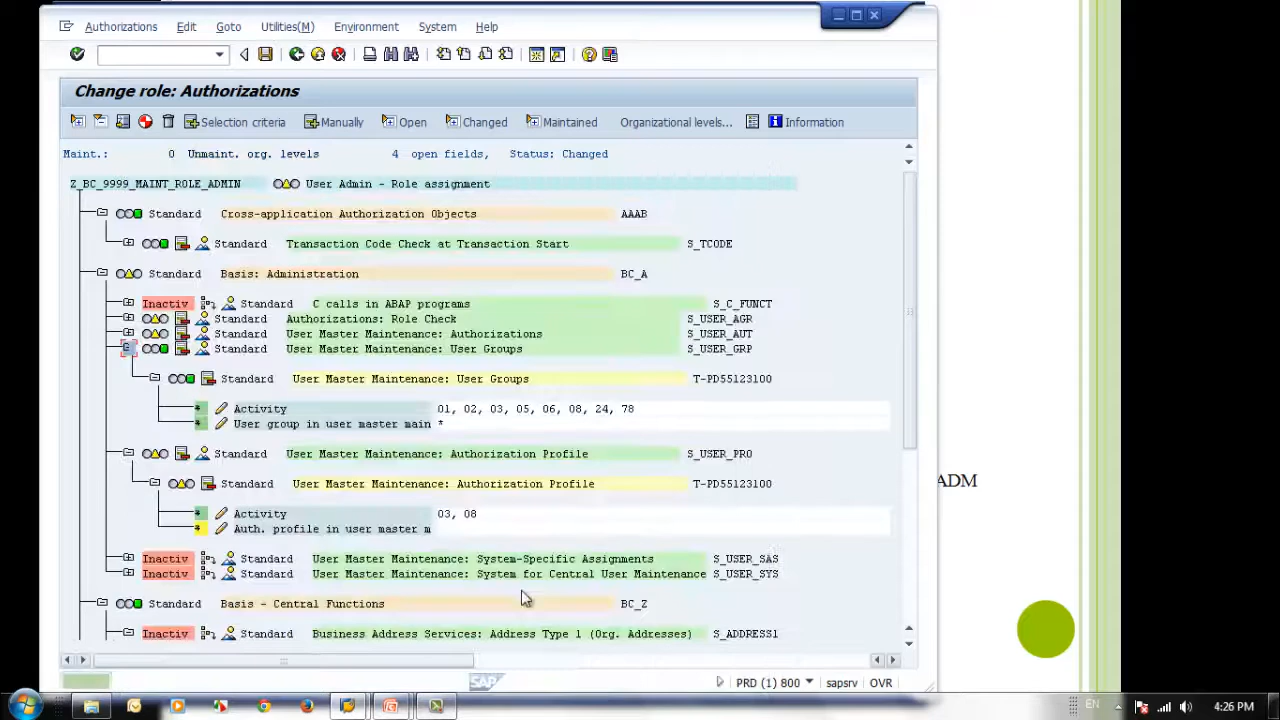 Authorizations Edit Goto Utilities(M) Environment System Help
Change role: Authorizations
Selection criteria Manually Open Changed Maintained Organizational levels... Information
Maint.: 0 Unmaint. org. levels 4 open fields, Status: Changed
Z_BC_9999_MAINT_ROLE_ADMIN User Admin - Role assignment
Standard Cross-application Authorization Objects AAAB
Standard Transaction Code Check at Transaction Start S_TCODE
Standard Basis: Administration BC_A
Inactiv Standard C calls in ABAP programs S_C_FUNCT
Standard Authorizations: Role Check S_USER_AGR
Standard User Master Maintenance: Authorizations S_USER_AUT
Standard User Master Maintenance: User Groups S_USER_GRP
Standard User Master Maintenance: User Groups T-PD55123100
* Activity 01, 02, 03, 05, 06, 08, 24, 78
* User group in user master main *
Standard User Master Maintenance: Authorization Profile S_USER_PRO
ADM
Standard User Master Maintenance: Authorization Profile T-PD55123100
* Activity 03, 08
* Auth. profile in user master m
Inactiv Standard User Master Maintenance: System-Specific Assignments S_USER_SAS
Inactiv Standard User Master Maintenance: System for Central User Maintenance S_USER_SYS
Standard Basis - Central Functions BC_Z
Inactiv Standard Business Address Services: Address Type 1 (Org. Addresses) S_ADDRESS1
SAP PRD (1) 800 sapsrv OVR
EN 4:26 PM